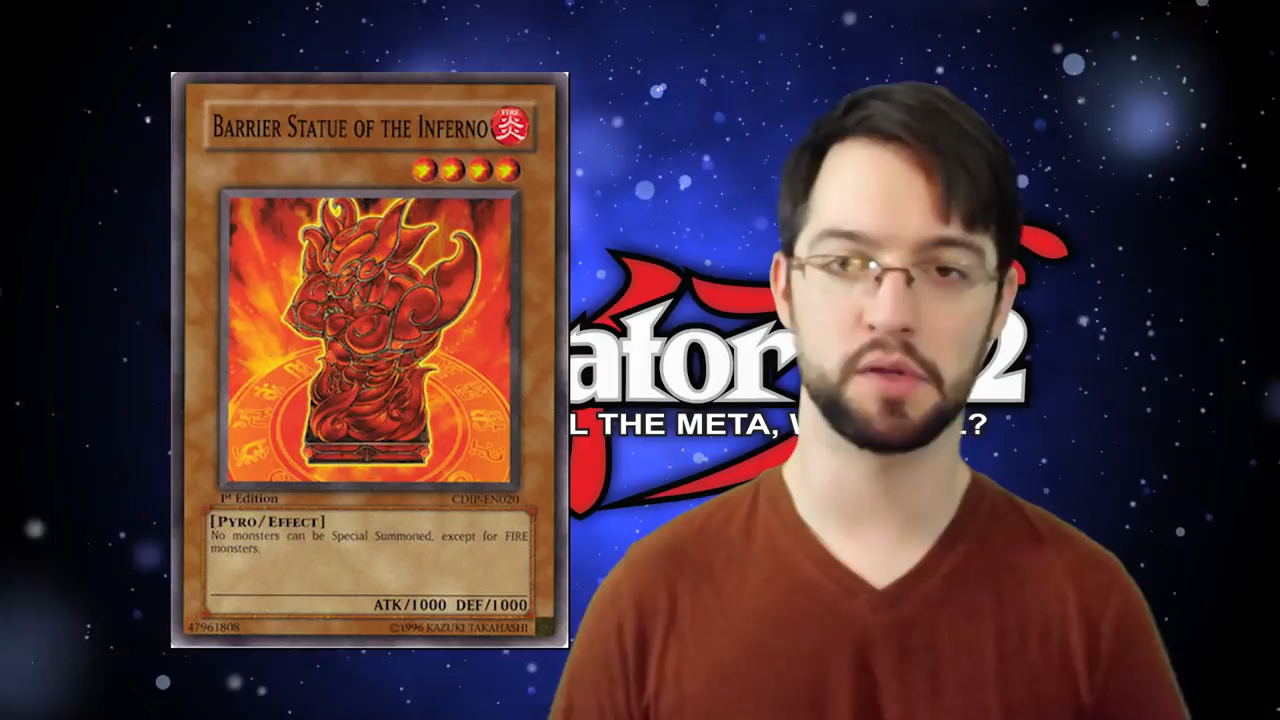 BARRIER STATUE OF THE INFERNO
FIRE
炎
1st Edition
CDIP-EN020
[PYRO/EFFECT]
No monsters can be Special Summoned, except for FIRE
monsters.
ATK/1000 DEF/1000
47961808
©1996 KAZUKI TAKAHASHI
ator 2
L THE META, W L?